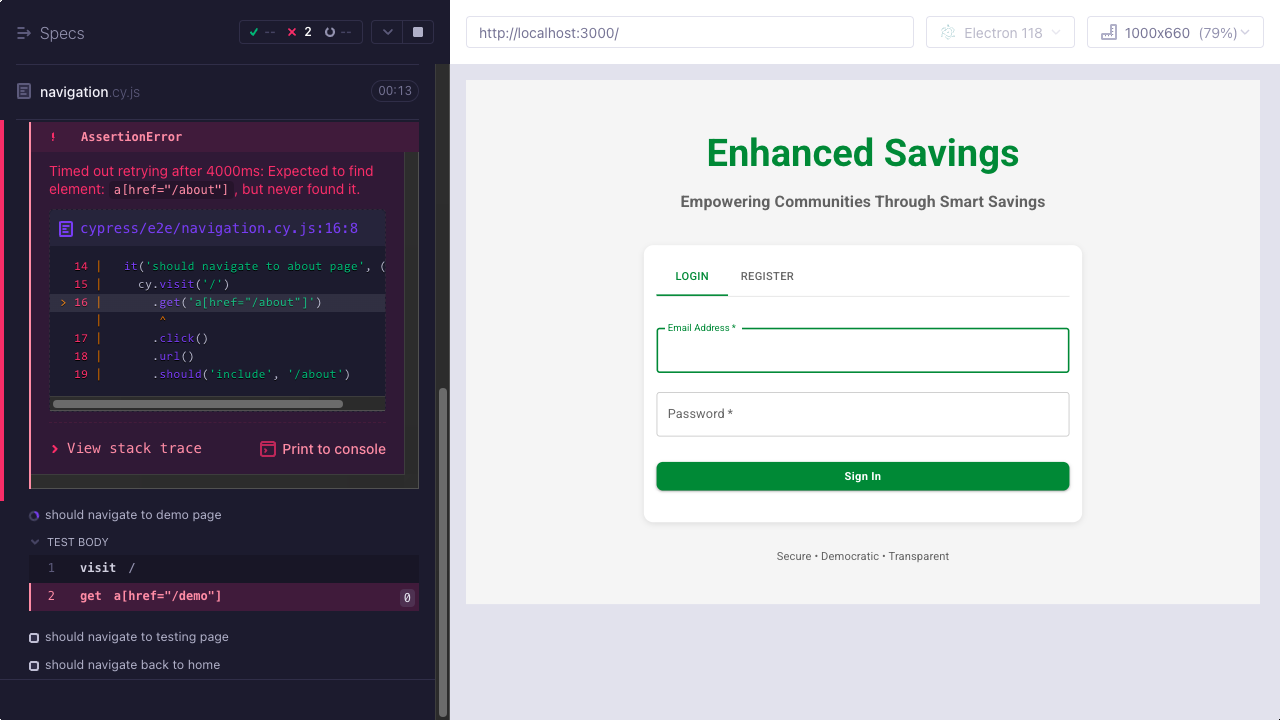 Specs
--
2
--
navigation.cy.js
00:13
! AssertionError
Timed out retrying after 4000ms: Expected to find
element: a[href="/about"] , but never found it.
cypress/e2e/navigation.cy.js:16:8
14 | it('should navigate to about page', (
15 | cy.visit('/')
> 16 | .get('a[href="/about"]')
| ^
17 | .click()
18 | .url()
19 | .should('include', '/about')
> View stack trace
Print to console
should navigate to demo page
TEST BODY
1 visit /
2 get a[href="/demo"] 0
should navigate to testing page
should navigate back to home
http://localhost:3000/
Electron 118
1000x660 (79%)
Enhanced Savings
Empowering Communities Through Smart Savings
LOGIN
REGISTER
Email Address *
Password *
Sign In
Secure • Democratic • Transparent